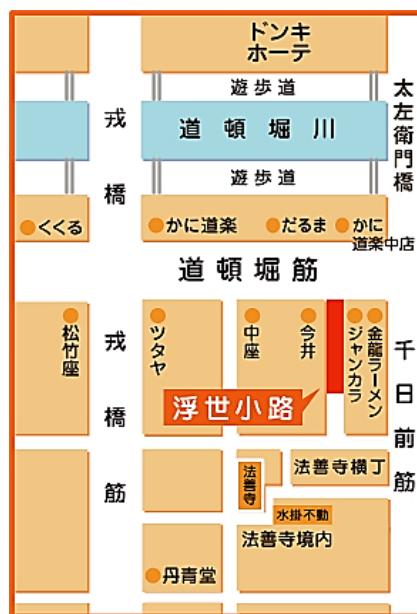 ドンキ
ホーテ
遊歩道
太左衛門橋
戎橋
道頓堀川
遊歩道
くくる
かに道楽
だるま
かに
道楽中店
道頓堀筋
松竹座
戎橋筋
ツタヤ
中座
今井
ジャンカラ
金龍ラーメン
千日前筋
浮世小路
法善寺
法善寺横丁
水掛不動
法善寺境内
丹青堂